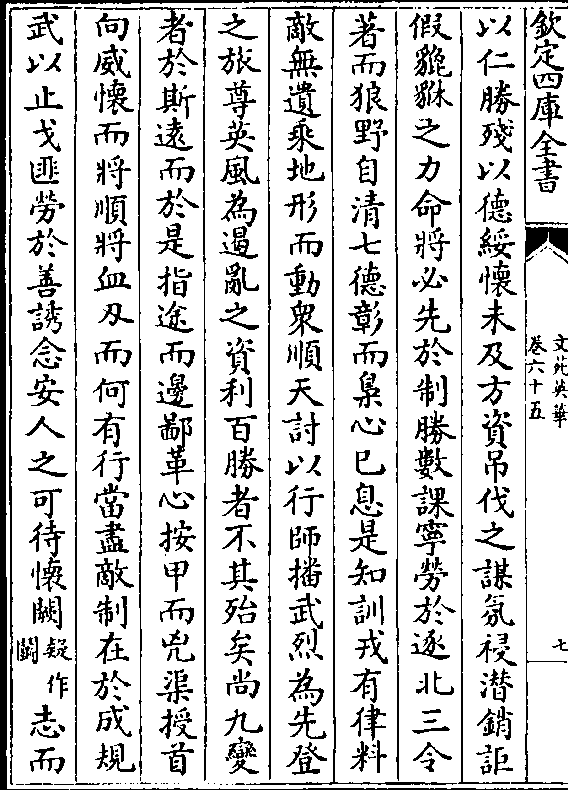 欽定四庫全書
文苑英華
卷六十五
七
以仁勝殘以德綏懷未及方資吊伐之謀氛祲潜銷詎
假貔貅之力命將必先於制勝數課寧勞於逐北三令
著而狼野自清七德彰而梟心已息是知訓戎有律料
敵無遺乘地形而動衆順天討以行師播武烈為先登
之旅尊英風為遏亂之資利百勝者不其殆矣尚九變
者於斯遠而於是指途而邊鄙革心按甲而兇渠授首
向威懷而將順將血刃而何有行當盡敵制在於成規
武以止戈匪勞於善誘念安人之可待懷闕疑作鬭志而